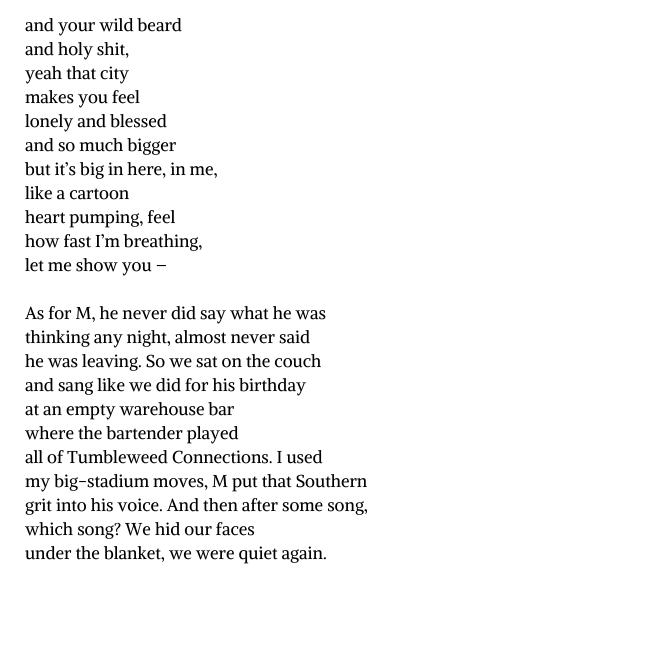 and your wild beard
and holy shit,
yeah that city
makes you feel
lonely and blessed
and so much bigger
but it’s big in here, in me,
like a cartoon
heart pumping, feel
how fast I’m breathing,
let me show you –
As for M, he never did say what he was
thinking any night, almost never said
he was leaving. So we sat on the couch
and sang like we did for his birthday
at an empty warehouse bar
where the bartender played
all of Tumbleweed Connections. I used
my big-stadium moves, M put that Southern
grit into his voice. And then after some song,
which song? We hid our faces
under the blanket, we were quiet again.